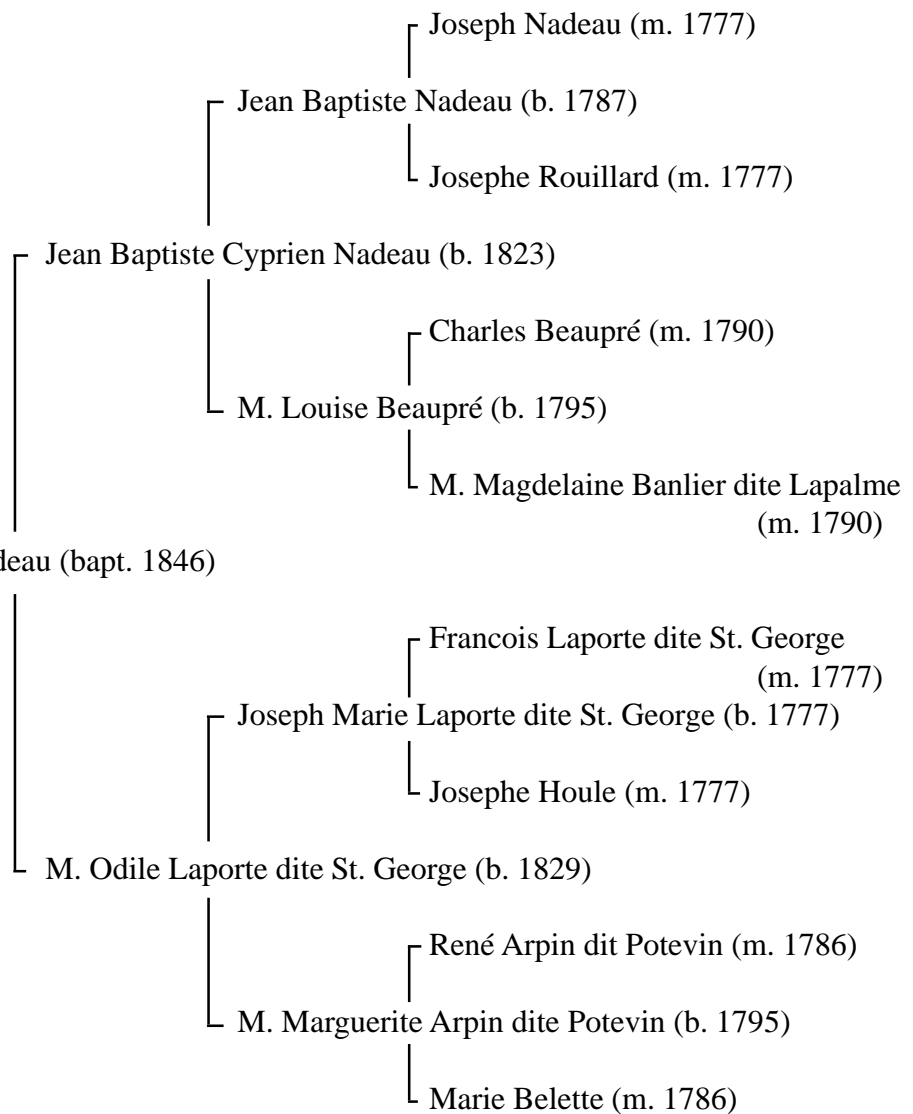 Joseph Nadeau (m. 1777)
Jean Baptiste Nadeau (b. 1787)
Josephe Rouillard (m. 1777)
Jean Baptiste Cyprien Nadeau (b. 1823)
Charles Beaupré (m. 1790)
M. Louise Beaupré (b. 1795)
M. Magdelaine Banlier dite Lapalme
(m. 1790)
deau (bapt. 1846)
Francois Laporte dite St. George
(m. 1777)
Joseph Marie Laporte dite St. George (b. 1777)
Josephe Houle (m. 1777)
M. Odile Laporte dite St. George (b. 1829)
René Arpin dit Potevin (m. 1786)
M. Marguerite Arpin dite Potevin (b. 1795)
Marie Belette (m. 1786)